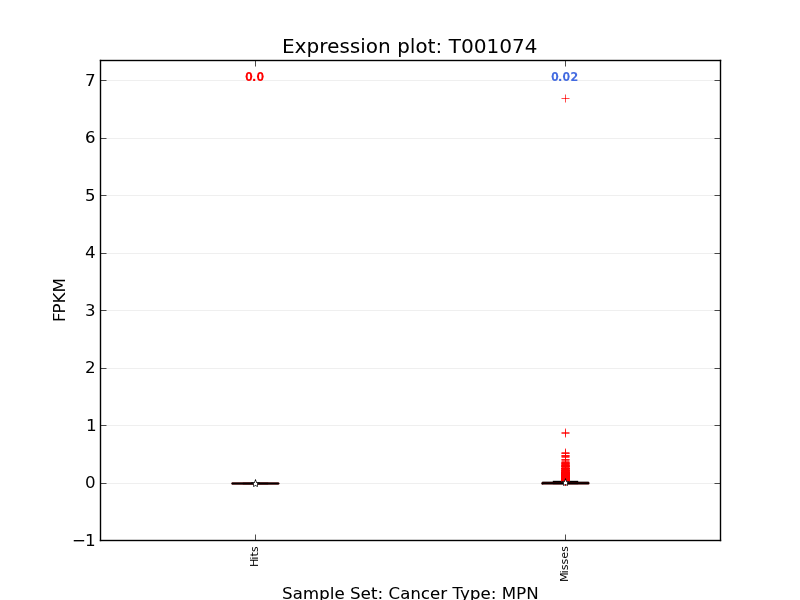 Expression plot: T001074
0.0
0.02
7
6
5
4
3
2
1
0
−1
FPKM
Hits
Misses
Sample Set: Cancer Type: MPN